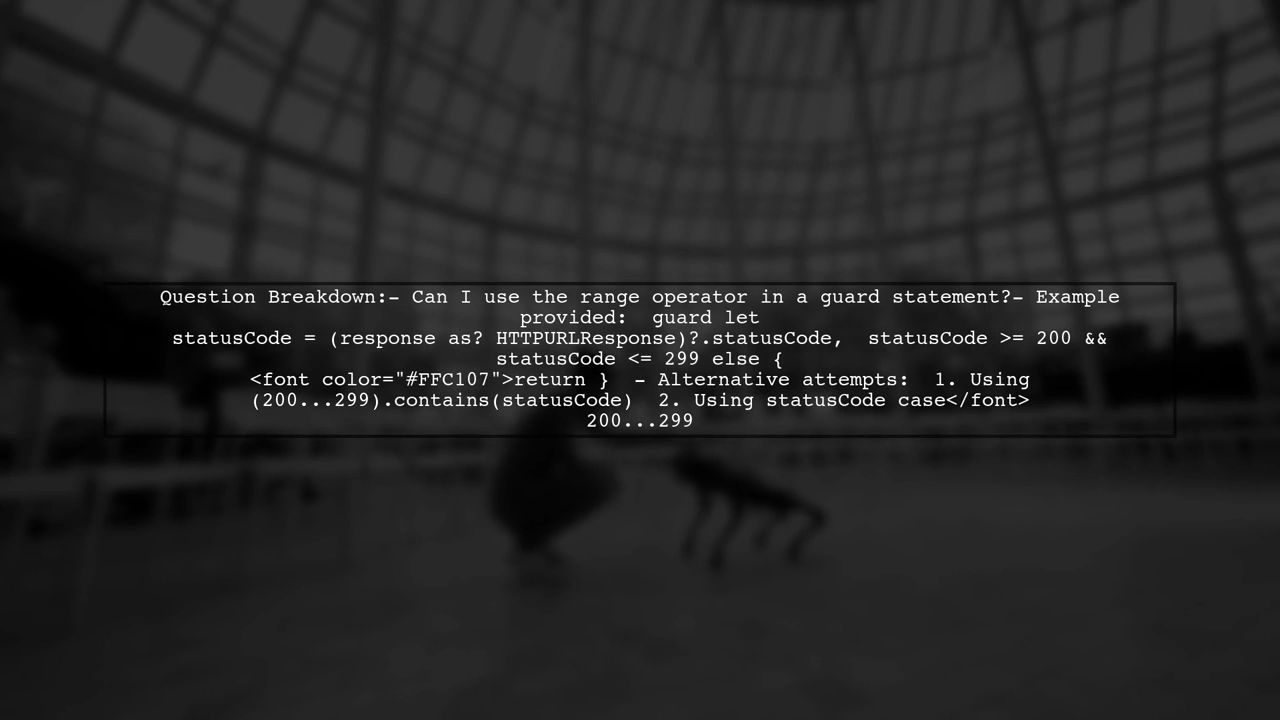 Question Breakdown:- Can I use the range operator in a guard statement?- Example
provided:  guard let
statusCode = (response as? HTTPURLResponse)?.statusCode,  statusCode >= 200 &&
statusCode <= 299 else {
<font color="#FFC107">return }  - Alternative attempts:  1. Using
(200...299).contains(statusCode)  2. Using statusCode case</font>
200...299